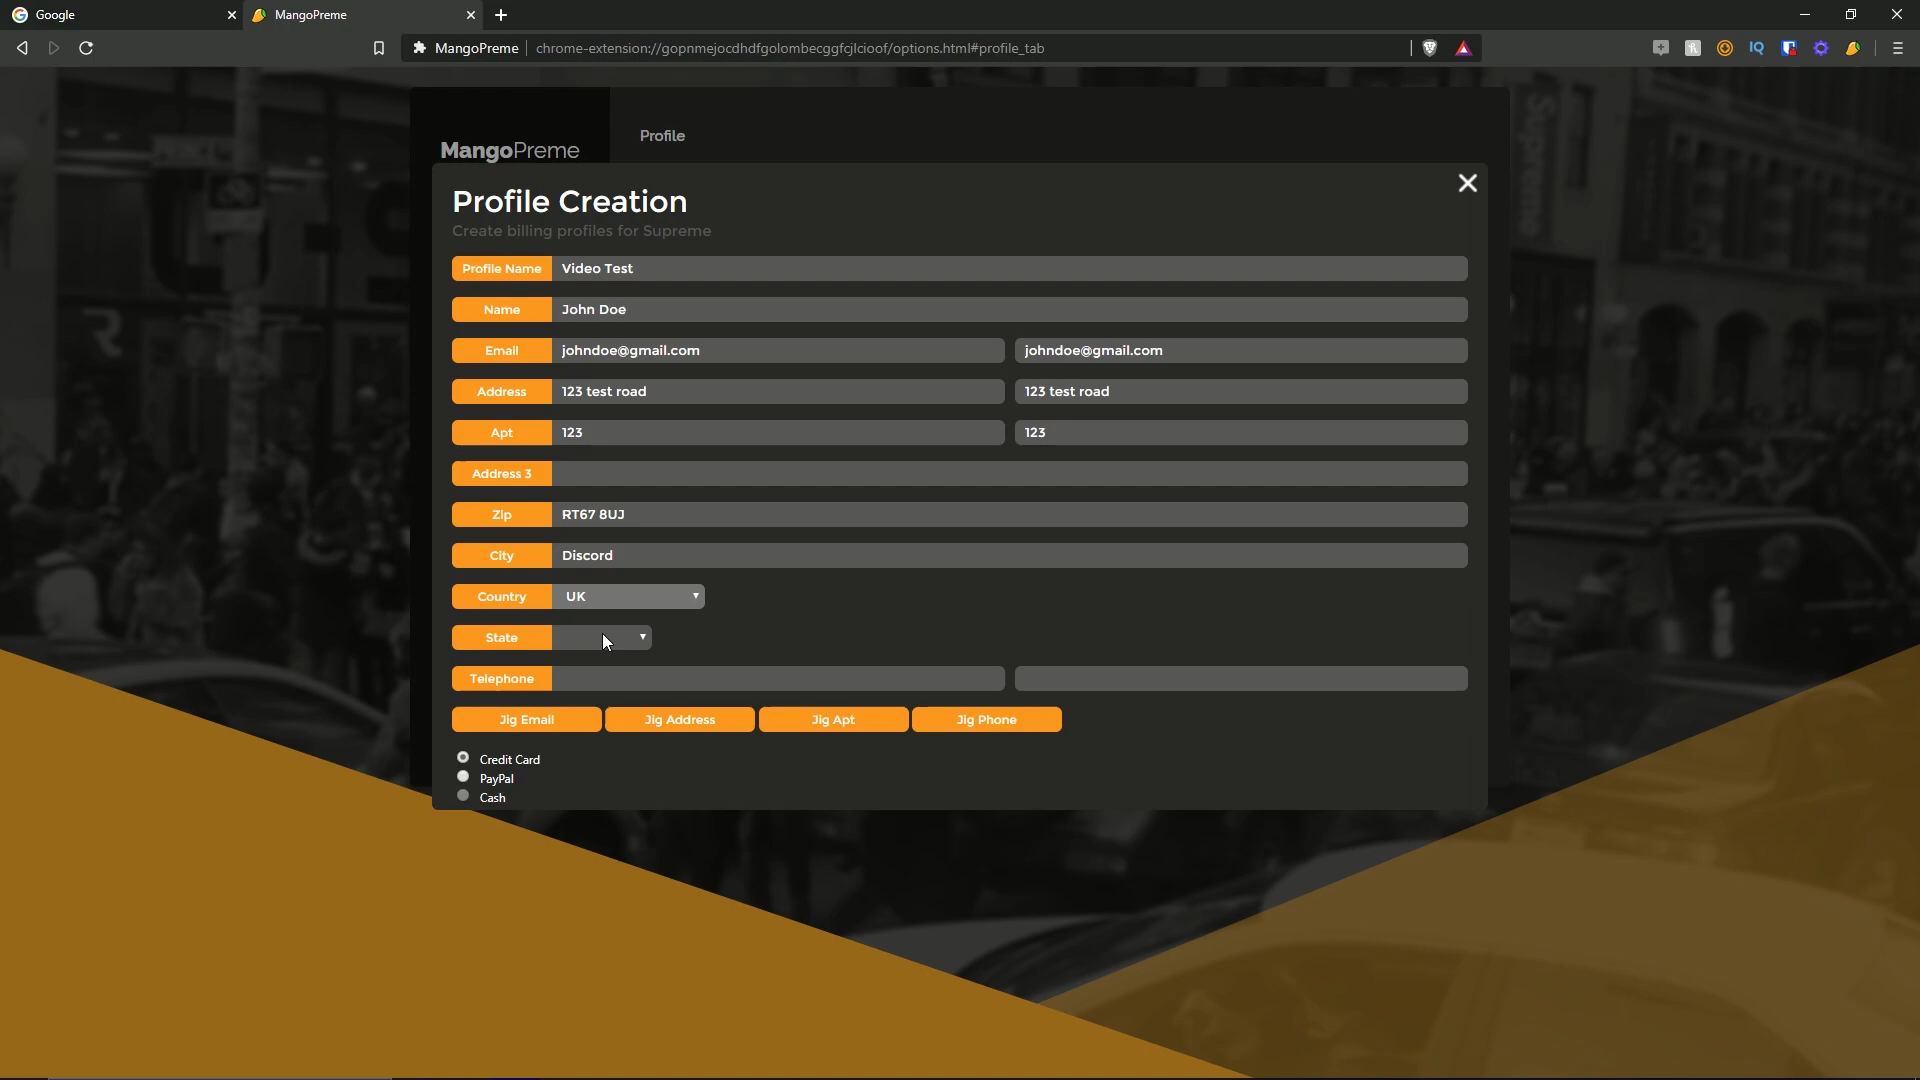 Google
MangoPreme
MangoPreme
chrome-extension://gopnmejocdhdfgolombecggfcjlcioof/options.html#profile_tab
IQ
Supreme
MangoPreme
Profile
Profile Creation
Create billing profiles for Supreme
Profile Name Video Test
Name John Doe
Email johndoe@gmail.com johndoe@gmail.com
Address 123 test road 123 test road
Apt 123 123
Address 3
Zip RT67 8UJ
City Discord
Country UK
State
Telephone
Jig Email Jig Address Jig Apt Jig Phone
Credit Card
PayPal
Cash